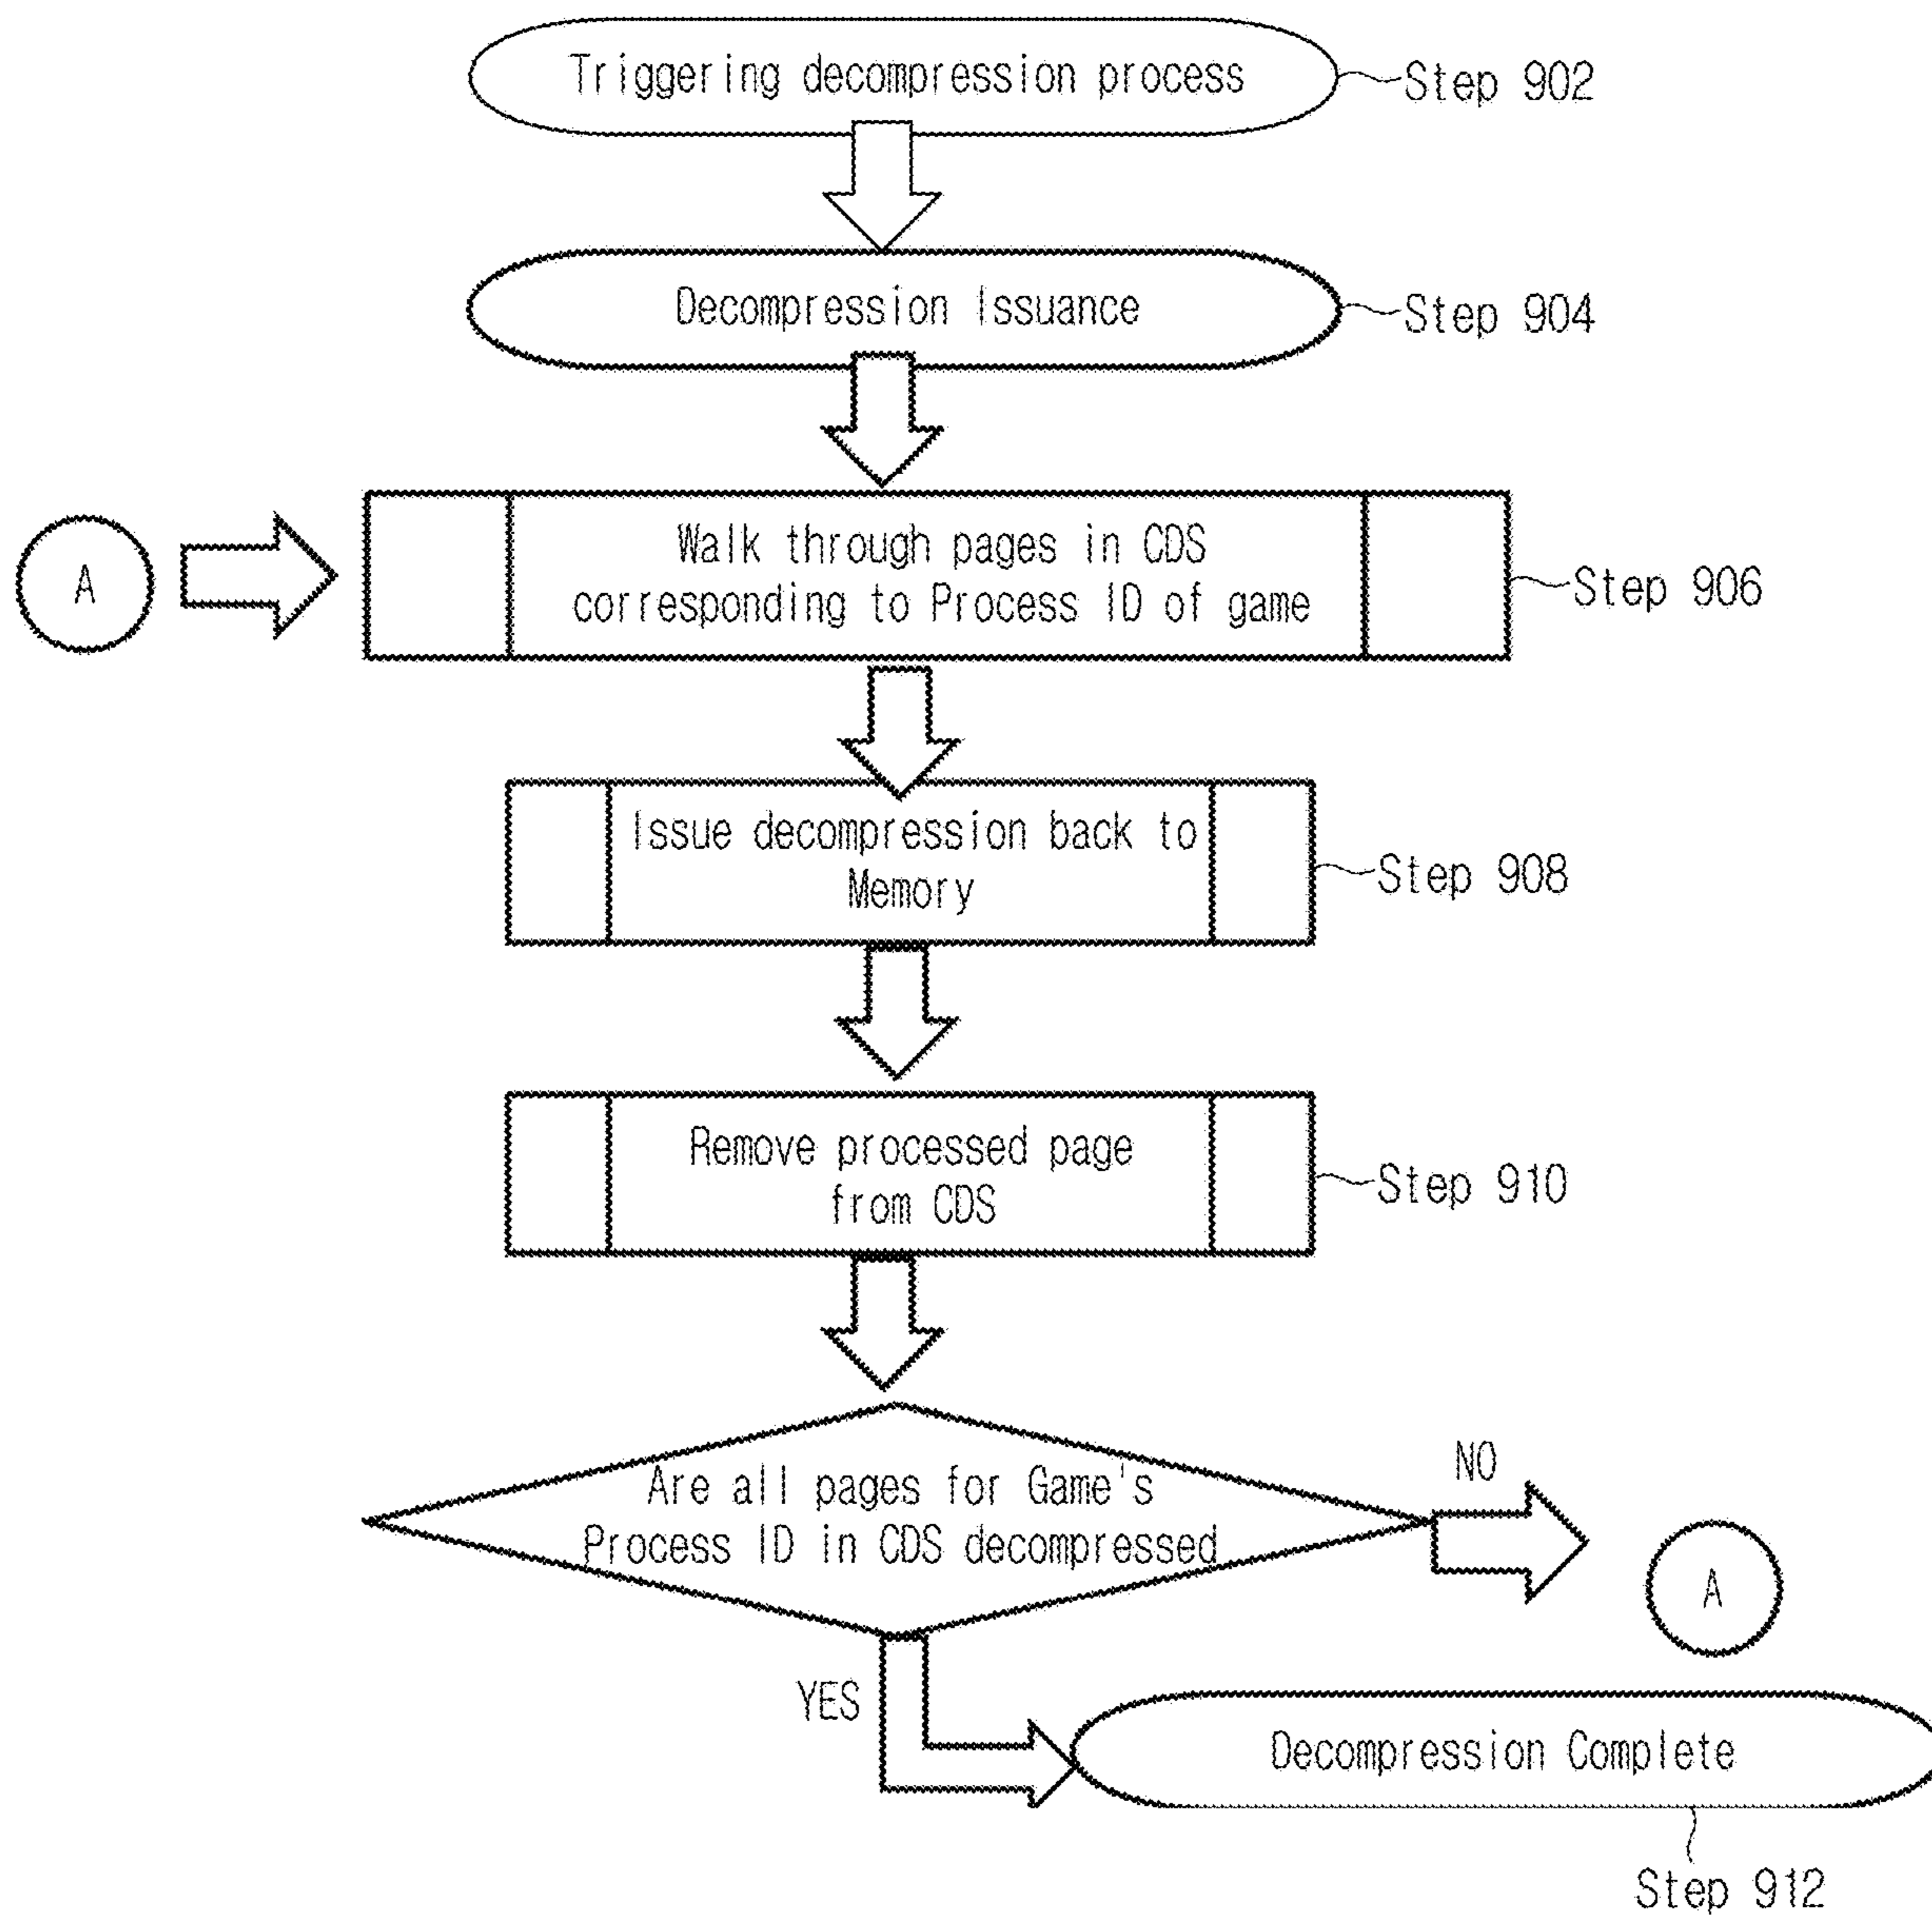 Triggering decompression process
Step 902
Decompression Issuance
Step 904
A
Walk through pages in CDS
corresponding to Process ID of game
Step 906
Issue decompression back to
Memory
Step 908
Remove processed page
from CDS
Step 910
Are all pages for Game's
Process ID in CDS decompressed
NO
A
YES
Decompression Complete
Step 912